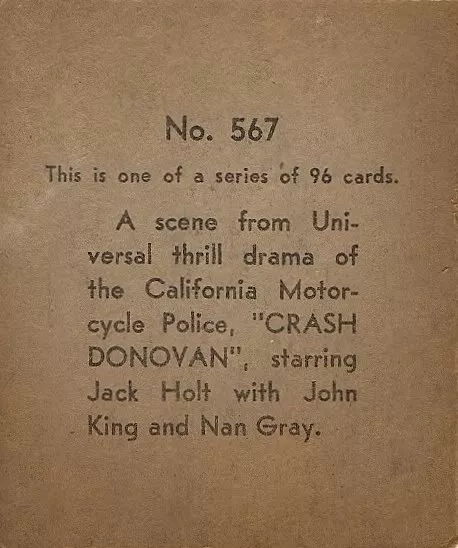 No. 567
This is one of a series of 96 cards.
A scene from Uni-
versal thrill drama of
the California Motor-
cycle Police, "CRASH
DONOVAN", starring
Jack Holt with John
King and Nan Gray.